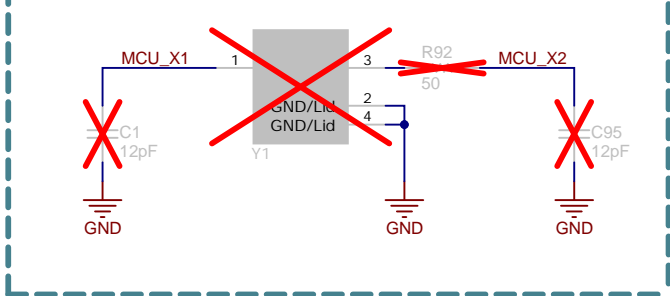 MCU_X1
1
3
R92
50
MCU_X2
2
4
GND/Lid
GND/Lid
Y1
C1
12pF
C95
12pF
GND
GND
GND